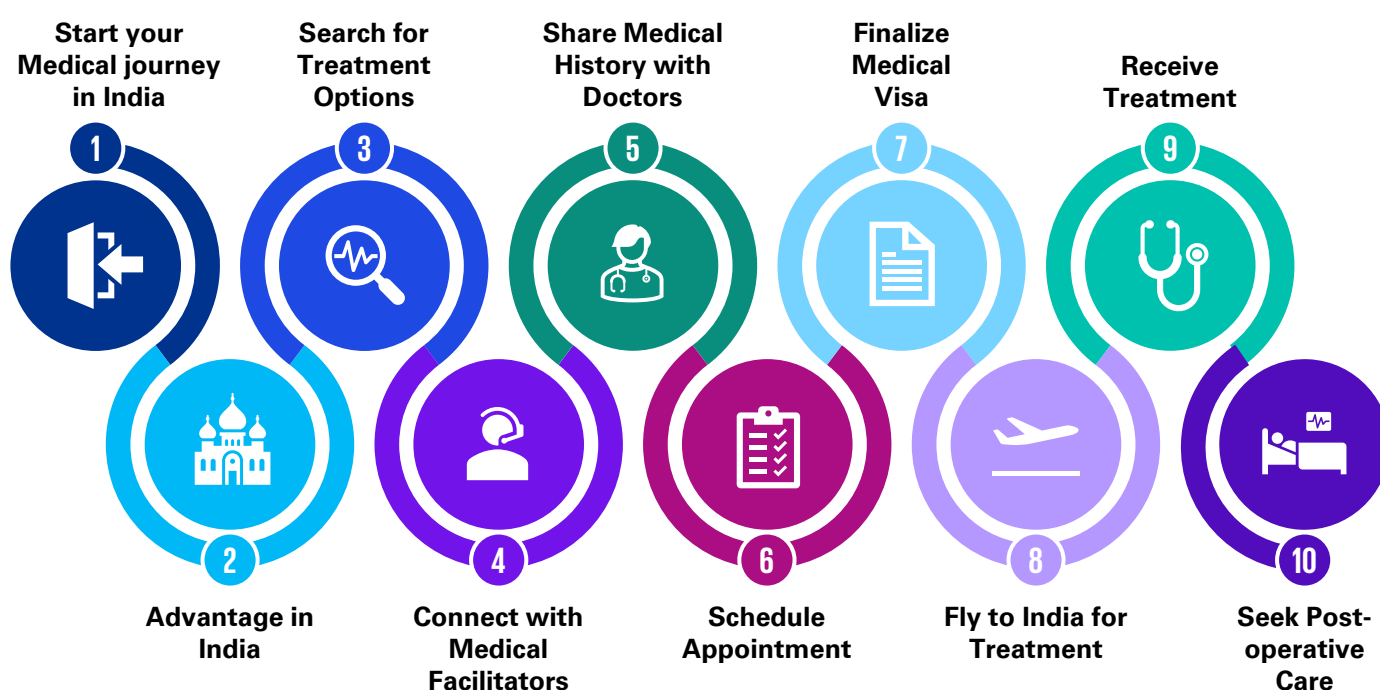 Start your
Medical journey
in India
1
2
Advantage in
India
Search for
Treatment
Options
3
4
Connect with
Medical
Facilitators
Share Medical
History with
Doctors
5
6
Schedule
Appointment
Finalize
Medical
Visa
7
8
Fly to India for
Treatment
Receive
Treatment
9
10
Seek Post-
operative
Care